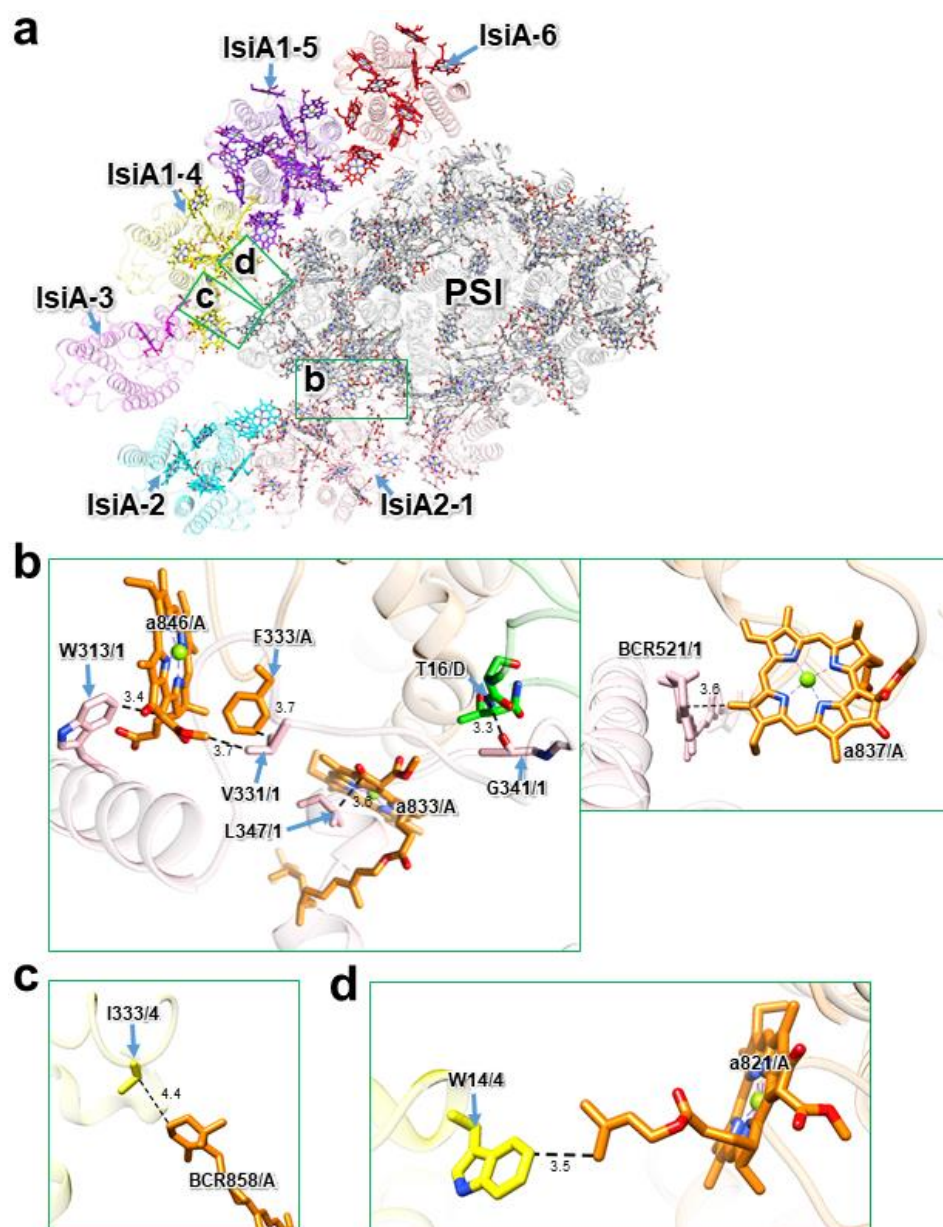 a
IsiA1-5
IsiA-6
IsiA1-4
d
PSI
IsiA-3
c
b
IsiA-2
IsiA2-1
b
a846/A
F333/A
W313/1
T16/D
BCR521/1
3.4
3.7
3.3
3.6
3.7
V331/1
G341/1
a837/A
3.6
a833/A
L347/1
c
d
I333/4
a821/A
W14/4
4.4
3.5
BCR858/A